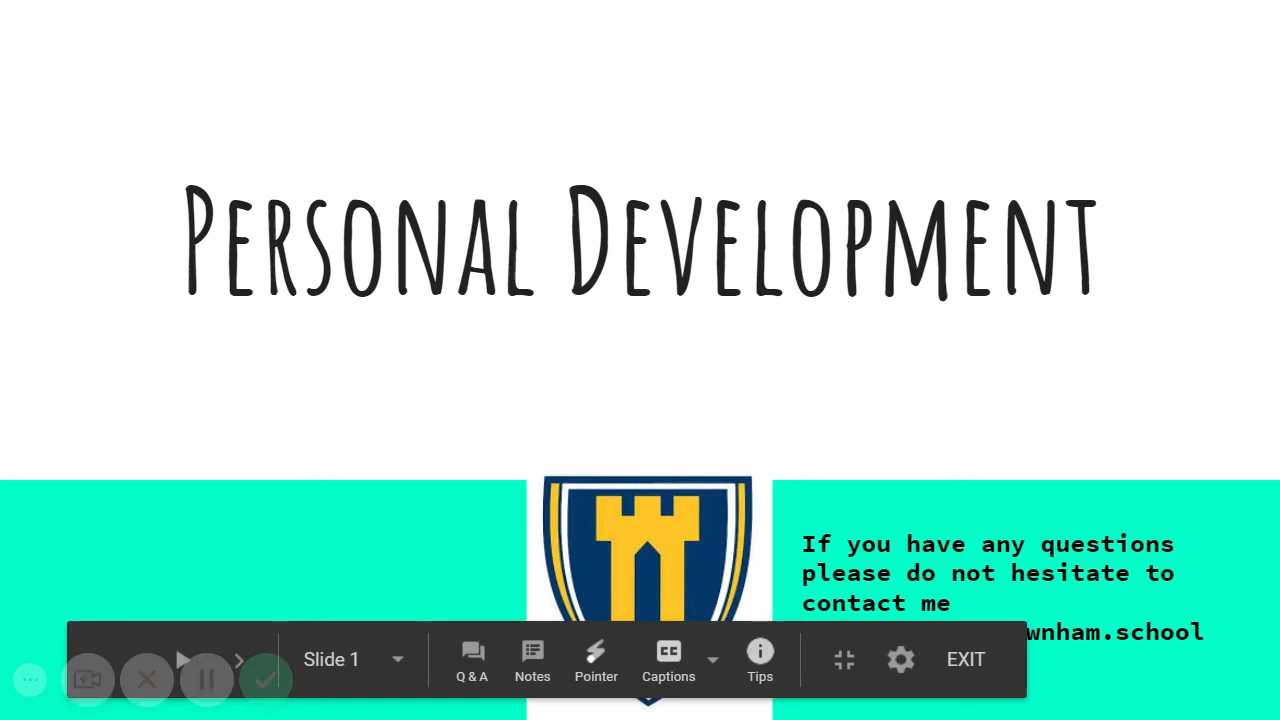 Personal Development
If you have any questions
please do not hesitate to
contact me
wnham.school
Slide 1
Q & A
Notes
Pointer
Captions
Tips
EXIT